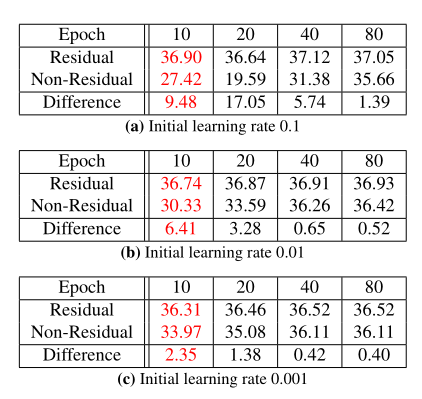 Epoch 10 20 40 80
Residual 36.90 36.64 37.12 37.05
Non-Residual 27.42 19.59 31.38 35.66
Difference 9.48 17.05 5.74 1.39
(a) Initial learning rate 0.1
Epoch 10 20 40 80
Residual 36.74 36.87 36.91 36.93
Non-Residual 30.33 33.59 36.26 36.42
Difference 6.41 3.28 0.65 0.52
(b) Initial learning rate 0.01
Epoch 10 20 40 80
Residual 36.31 36.46 36.52 36.52
Non-Residual 33.97 35.08 36.11 36.11
Difference 2.35 1.38 0.42 0.40
(c) Initial learning rate 0.001